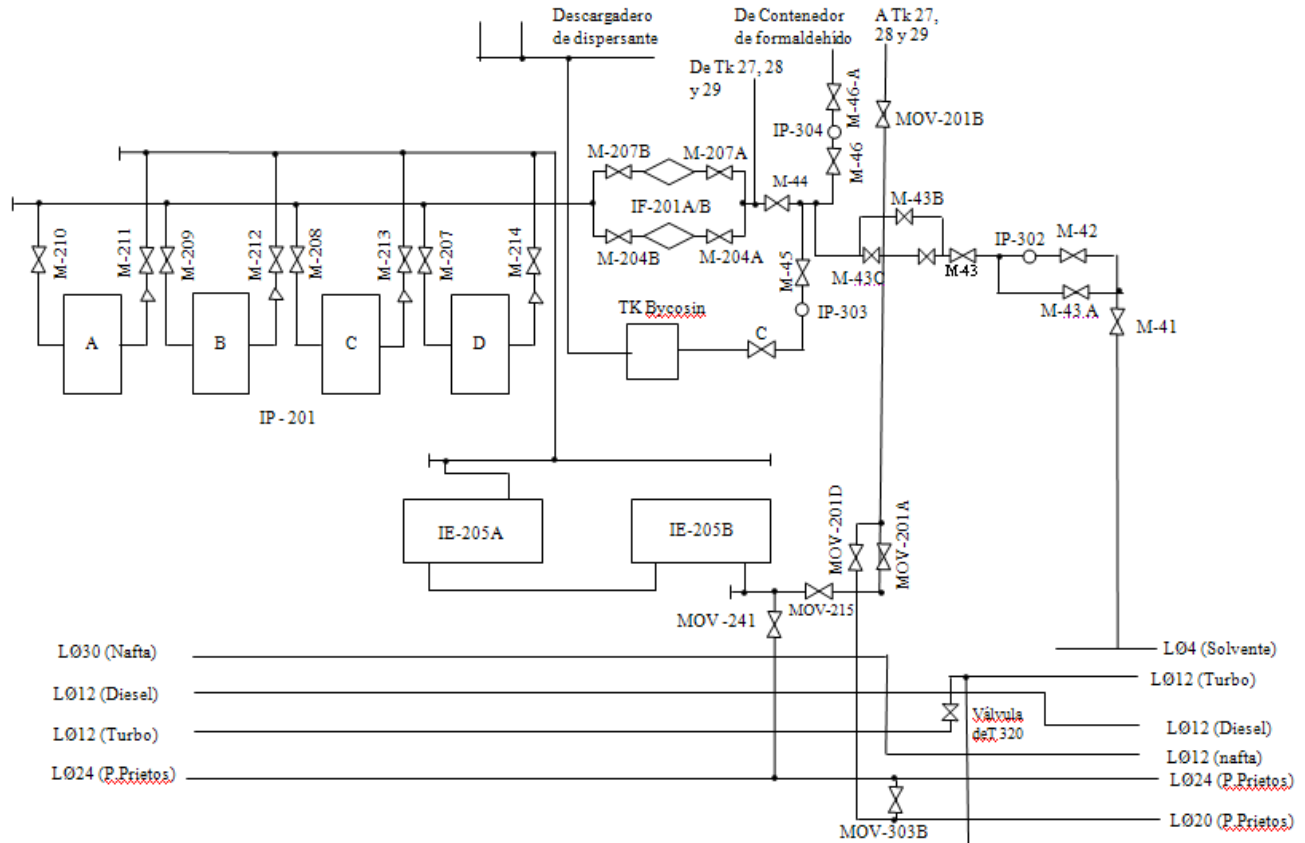 Descargadero
de dispersante
De Contenedor
de formaldehído
A Tk 27,
28 y 29
De Tk 27, 28
y 29
M-46-A
IP-304
MOV-201B
M-46
M-207B
M-207A
M-44
M-43B
IF-201A/B
M-204B
M-204A
M-45
M-43C
M-43
IP-302
M-42
M-43.A
M-41
M-210
M-211
M-209
M-212
M-208
M-213
M-207
M-214
TK Bycosin
IP-303
C
A
B
C
D
IP - 201
IE-205A
IE-205B
MOV-201D
MOV-201A
MOV-215
MOV -241
LØ30 (Nafta)
LØ4 (Solvente)
LØ12 (Turbo)
LØ12 (Diesel)
Válvula
deT.320
LØ12 (Diesel)
LØ12 (Turbo)
LØ12 (nafta)
LØ24 (P.Prietos)
LØ24 (P.Prietos)
LØ20 (P.Prietos)
MOV-303B